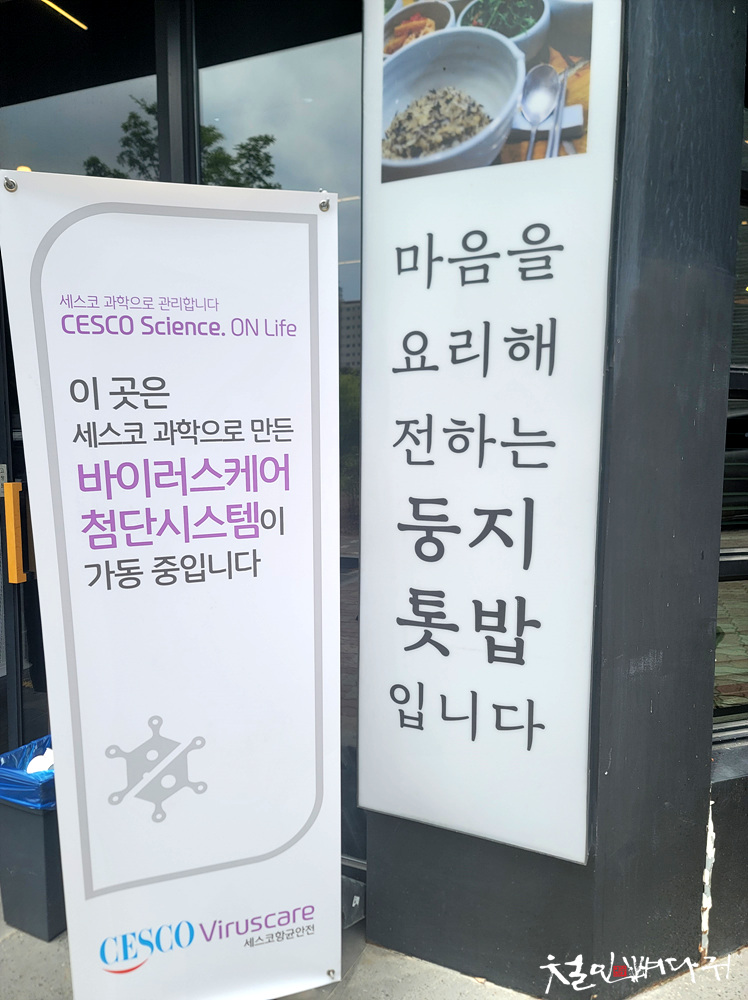 세스코 과학으로 관리합니다
CESCO Science. ON Life
이 곳은
세스코 과학으로 만든
바이러스케어
첨단시스템이
가동 중입니다
CESCO Viruscare
세스코항균안전
마음을
요리해
전하는
둥지
톳밥
입니다